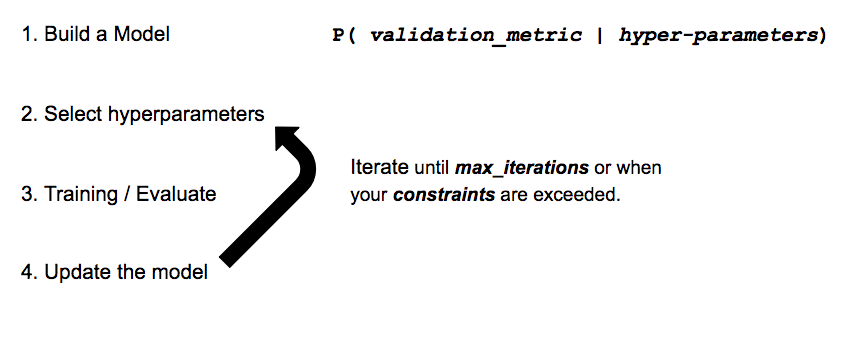 1. Build a Model
P( validation_metric | hyper-parameters)
2. Select hyperparameters
Iterate until max_iterations or when
your constraints are exceeded.
3. Training / Evaluate
4. Update the model